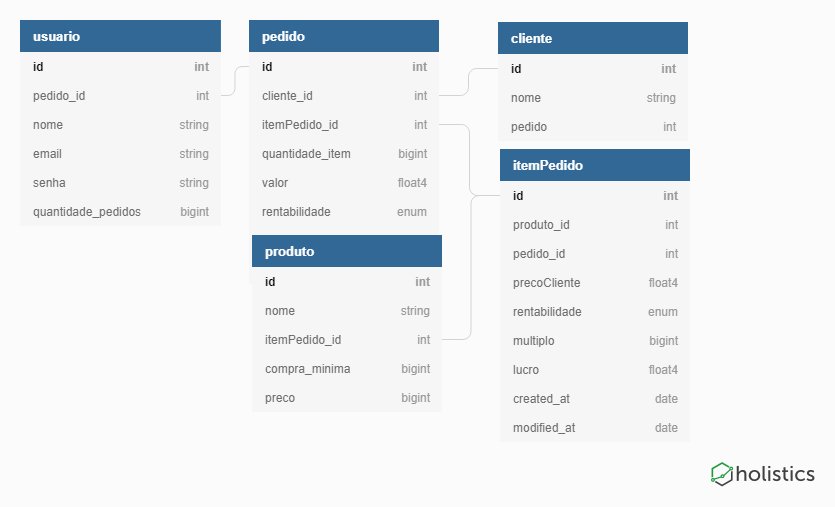 usuario
id int
pedido_id int
nome string
email string
senha string
quantidade_pedidos bigint
pedido
id int
cliente_id int
itemPedido_id int
quantidade_item bigint
valor float4
rentabilidade enum
produto
id int
nome string
itemPedido_id int
compra_minima bigint
preco bigint
cliente
id int
nome string
pedido int
itemPedido
id int
produto_id int
pedido_id int
precoCliente float4
rentabilidade enum
multiplo bigint
lucro float4
created_at date
modified_at date
holistics